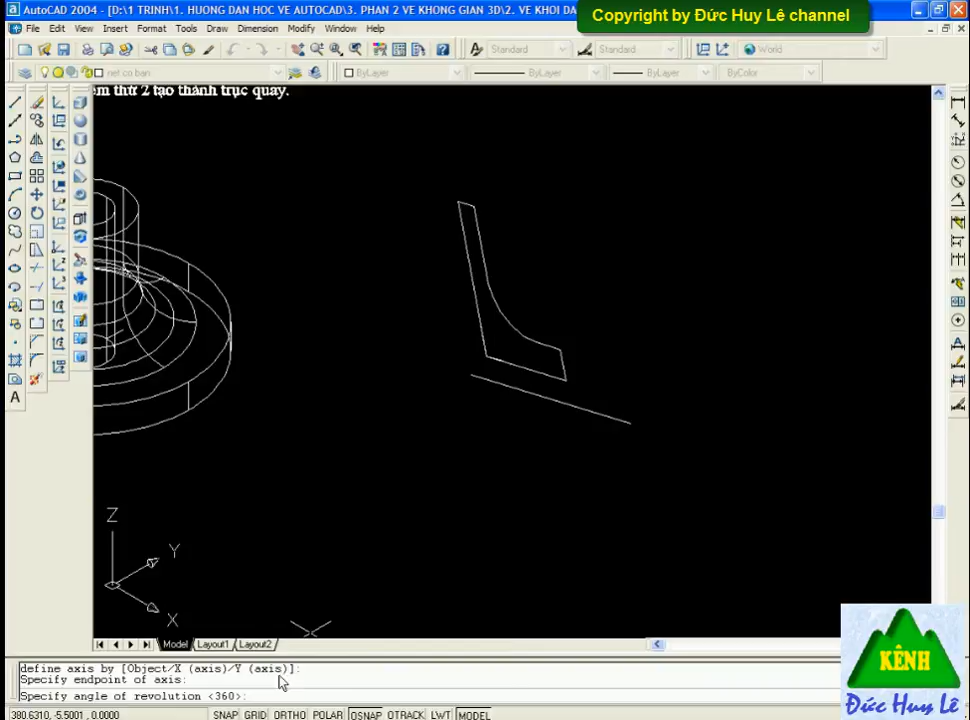 AutoCAD 2004 - [D:\1 TRINH\1. HUONG DAN HOC VE AUTOCAD\3. PHAN 2 VE KHONG GIAN 3D\2. VE KHOI DA
Copyright by Đức Huy Lê channel
File Edit View Insert Format Tools Draw Dimension Modify Window Help
Standard Standard World
net co ban ByLayer ByLayer ByLayer ByColor
ểm thứ 2 tạo thành trục quay.
Z
Y
X
Model Layout1 Layout2
define axis by [Object/X (axis)/Y (axis)]:
Specify endpoint of axis:
Specify angle of revolution <360>:
380.6310, -5.5001, 0.0000 SNAP GRID ORTHO POLAR OSNAP OTRACK LWT MODEL
KÊNH
Đức Huy Lê